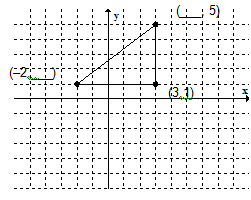 (___, 5)
y
(–2,___)
x
(3,1)